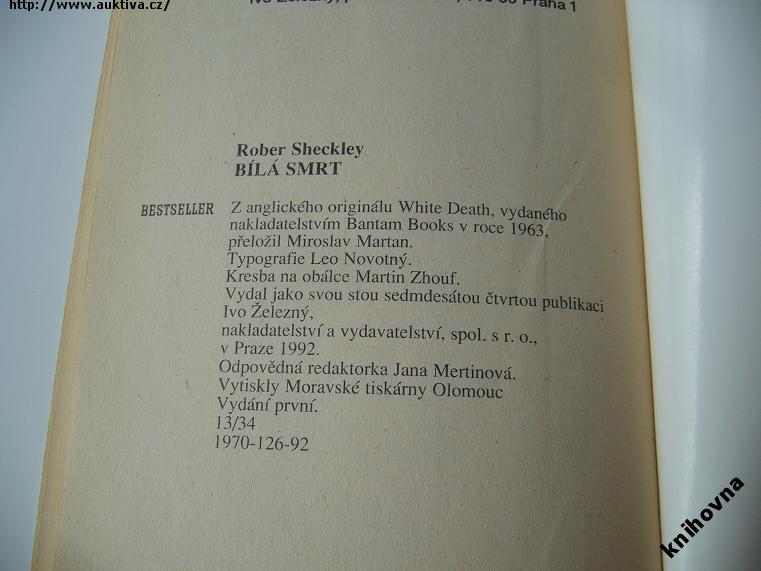 http://www.auktiva.cz/
Praha 1
Rober Sheckley
BÍLÁ SMRT
BESTSELLER Z anglického originálu White Death, vydaného
nakladatelstvím Bantam Books v roce 1963,
přeložil Miroslav Martan.
Typografie Leo Novotný.
Kresba na obálce Martin Zhouf.
Vydal jako svou stou sedmdesátou čtvrtou publikaci
Ivo Železný,
nakladatelství a vydavatelství, spol. s r. o.,
v Praze 1992.
Odpovědná redaktorka Jana Mertinová.
Vytiskly Moravské tiskárny Olomouc
Vydání první.
13/34
1970-126-92
knihovna